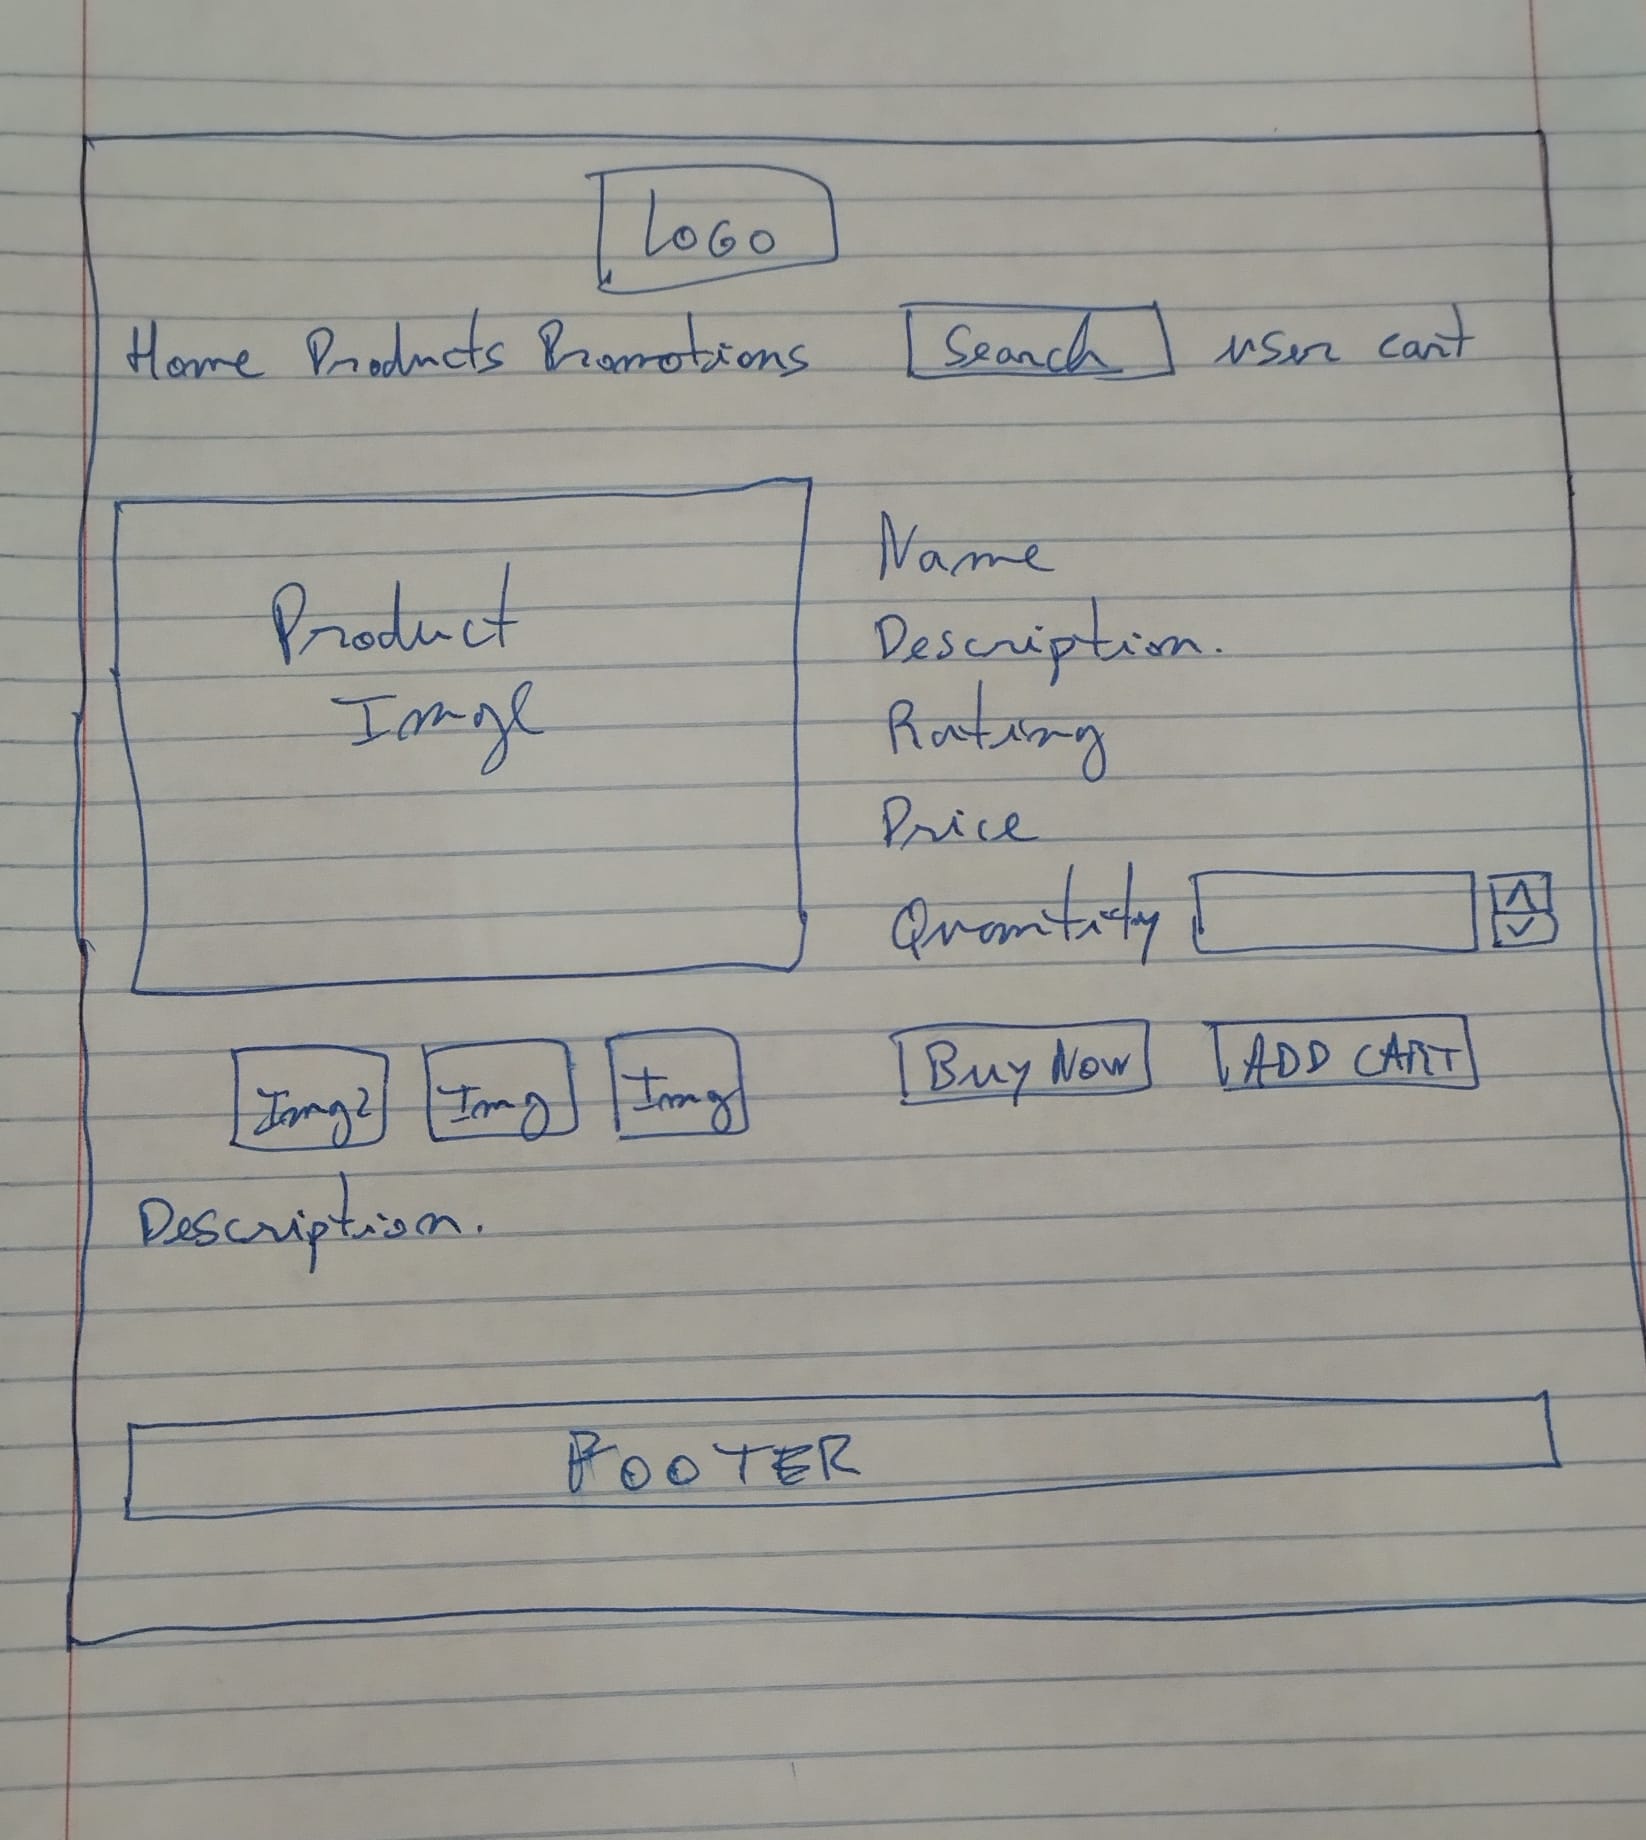 LOGO
Home Products Promotions Search user cart
Product
Image
Name
Description.
Rating
Price
Quantity
Img2 Img Img
Buy Now ADD CART
Description.
FOOTER